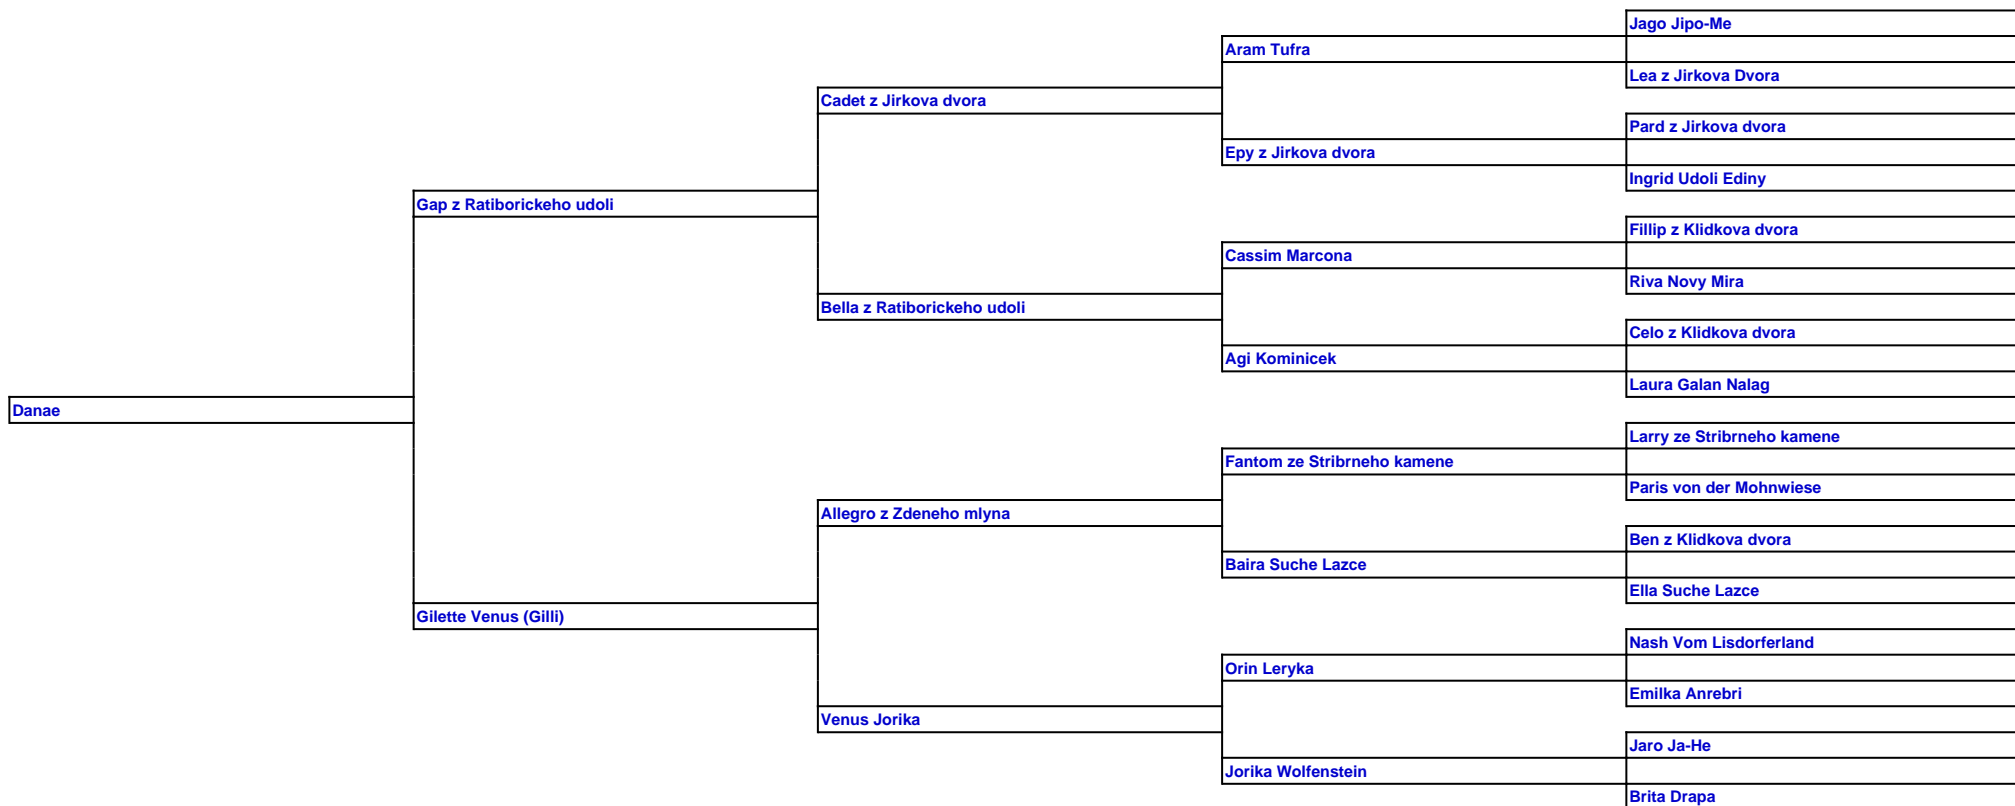 Jago Jipo-Me
Aram Tufra
Lea z Jirkova Dvora
Cadet z Jirkova dvora
Pard z Jirkova dvora
Epy z Jirkova dvora
Ingrid Udoli Ediny
Gap z Ratiborickeho udoli
Fillip z Klidkova dvora
Cassim Marcona
Riva Novy Mira
Bella z Ratiborickeho udoli
Celo z Klidkova dvora
Agi Kominicek
Laura Galan Nalag
Danae
Larry ze Stribrneho kamene
Fantom ze Stribrneho kamene
Paris von der Mohnwiese
Allegro z Zdeneho mlyna
Ben z Klidkova dvora
Baira Suche Lazce
Ella Suche Lazce
Gilette Venus (Gilli)
Nash Vom Lisdorferland
Orin Leryka
Emilka Anrebri
Venus Jorika
Jaro Ja-He
Jorika Wolfenstein
Brita Drapa